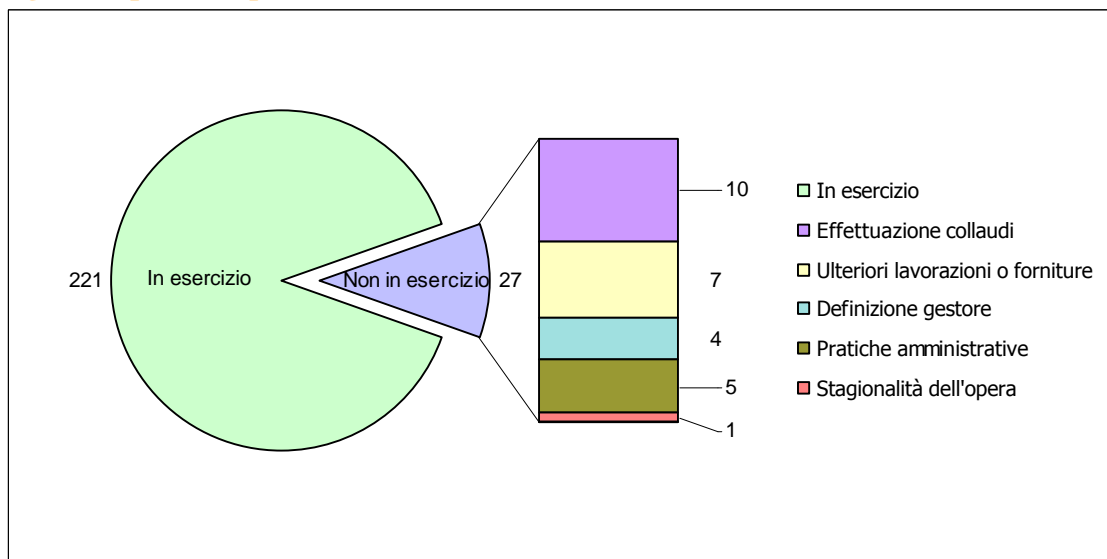 221
In esercizio
Non in esercizio
27
10
7
4
5
1
In esercizio
Effettuazione collaudi
Ulteriori lavorazioni o forniture
Definizione gestore
Pratiche amministrative
Stagionalità dell'opera